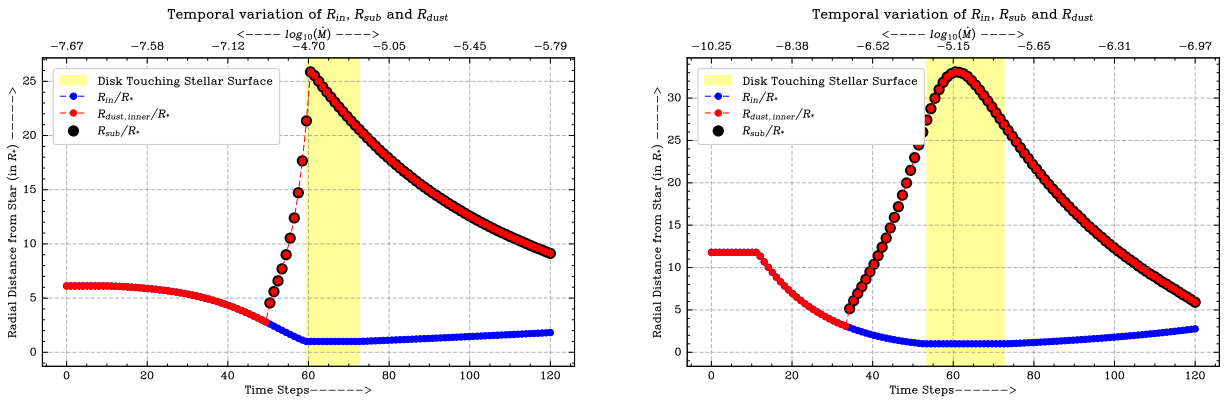 Temporal variation of R_in, R_sub and R_dust
<---- log10(Ṁ) ---->
−7.67 −7.58 −7.12 −4.70 −5.05 −5.45 −5.79
Radial Distance from Star (in R*) ------>
25
20
15
10
5
0
Disk Touching Stellar Surface
R_in/R*
R_dust,inner/R*
R_sub/R*
0 20 40 60 80 100 120
Time Steps------>
Temporal variation of R_in, R_sub and R_dust
<---- log10(Ṁ) ---->
−10.25 −8.38 −6.52 −5.15 −5.65 −6.31 −6.97
Radial Distance from Star (in R*) ------>
30
25
20
15
10
5
0
Disk Touching Stellar Surface
R_in/R*
R_dust,inner/R*
R_sub/R*
0 20 40 60 80 100 120
Time Steps------>